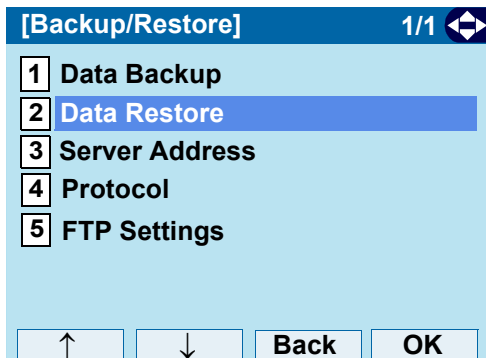 [Backup/Restore] 1/1
1 Data Backup
2 Data Restore
3 Server Address
4 Protocol
5 FTP Settings
↑ ↓ Back OK